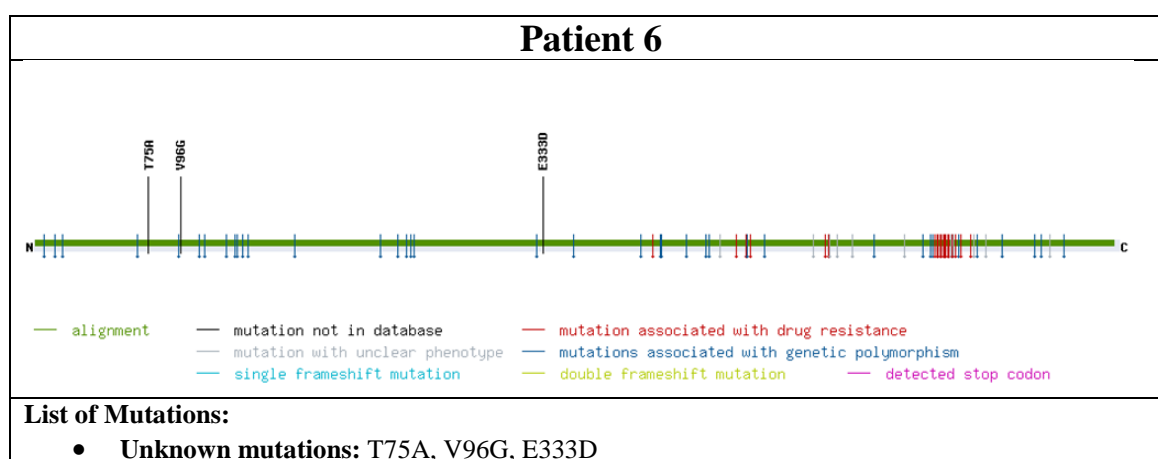 Patient 6
T75A
V96G
E333D
N
C
alignment
mutation not in database
mutation associated with drug resistance
mutation with unclear phenotype
mutations associated with genetic polymorphism
single frameshift mutation
double frameshift mutation
detected stop codon
List of Mutations:
• Unknown mutations: T75A, V96G, E333D